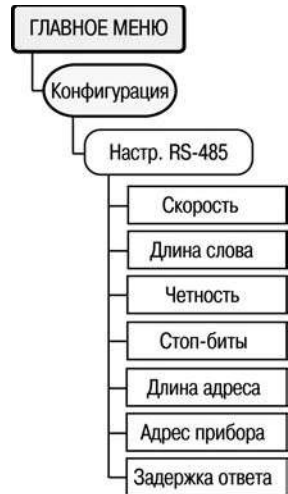 ГЛАВНОЕ МЕНЮ
Конфигурация
Настр. RS-485
Скорость
Длина слова
Четность
Стоп-биты
Длина адреса
Адрес прибора
Задержка ответа